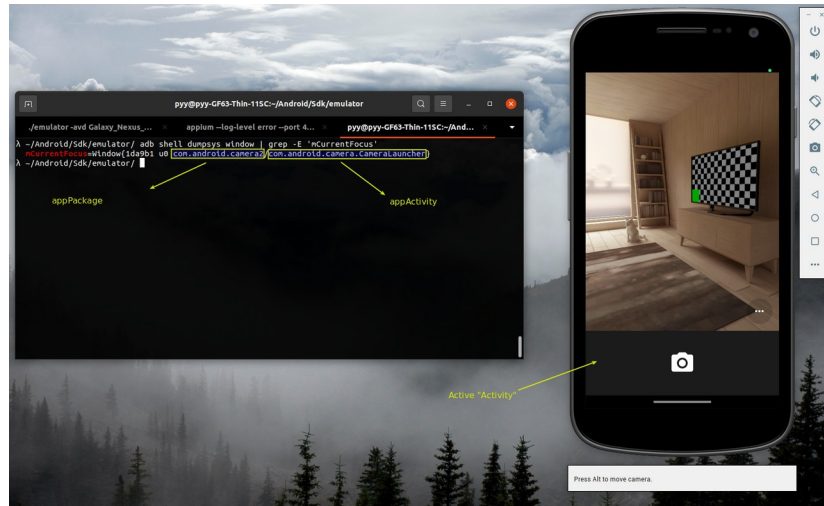 pyy@pyy-GF63-Thin-11SC:~/Android/Sdk/emulator
./emulator -avd Galaxy_Nexus_...
appium --log-level error --port 4...
pyy@pyy-GF63-Thin-11SC:~/And...
λ ~/Android/Sdk/emulator/ adb shell dumpsys window | grep -E 'mCurrentFocus'
mCurrentFocus=Window{1da9b1 u0 com.android.camera2/com.android.camera.CameraLauncher}
λ ~/Android/Sdk/emulator/
appPackage
appActivity
Active "Activity"
Press Alt to move camera.